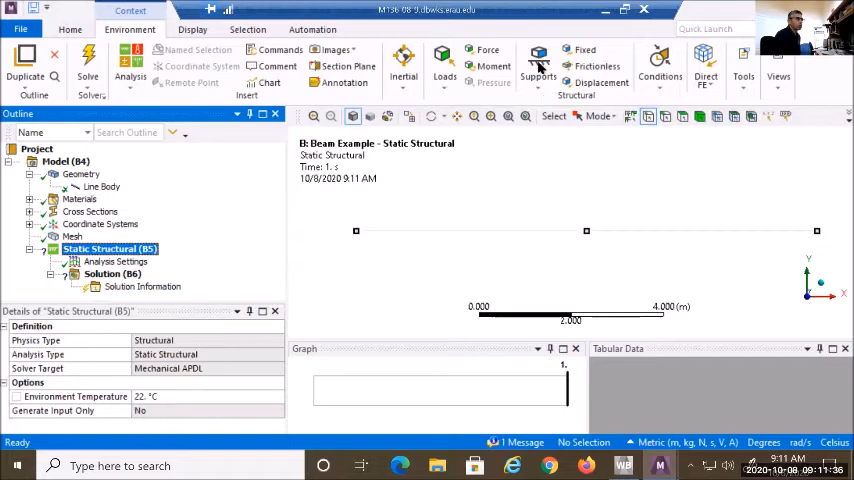 Context
M136-08-9.dbwks.erau.edu
File
Home
Environment
Display
Selection
Automation
Quick Launch
Duplicate
Outline
Solve
Solver
Analysis
Named Selection
Coordinate System
Remote Point
Commands
Comment
Chart
Images
Section Plane
Annotation
Insert
Inertial
Loads
Force
Moment
Pressure
Supports
Fixed
Frictionless
Displacement
Structural
Conditions
Direct FE
Tools
Views
Outline
Name
Search Outline
Project
Model (B4)
Geometry
Line Body
Materials
Cross Sections
Coordinate Systems
Mesh
Static Structural (B5)
Analysis Settings
Solution (B6)
Solution Information
Select
Mode
B: Beam Example - Static Structural
Static Structural
Time: 1. s
10/8/2020 9:11 AM
Y
X
0.000
4.000 (m)
2.000
Details of "Static Structural (B5)"
Definition
Physics Type Structural
Analysis Type Static Structural
Solver Target Mechanical APDL
Options
Environment Temperature 22. °C
Generate Input Only No
Graph
1.
Tabular Data
Ready
1 Message
No Selection
Metric (m, kg, N, s, V, A)
Degrees
rad/s
Celsius
Type here to search
WB
M
9:11 AM
2020-10-08 09:11:36